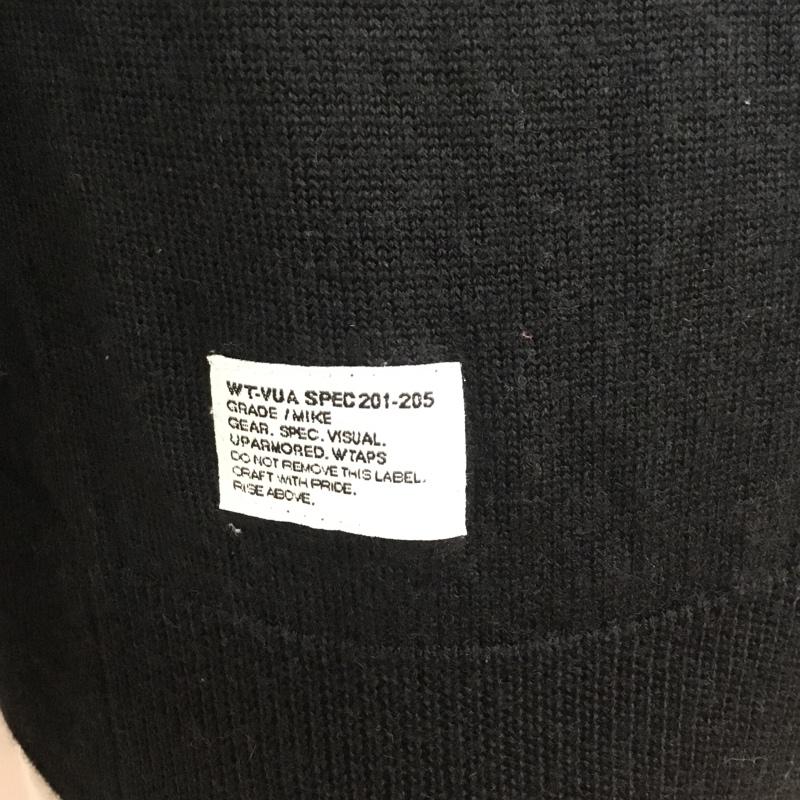 WT-VUA SPEC 201-205
GRADE / MIKE
GEAR. SPEC. VISUAL.
UPARMORED. WTAPS
DO NOT REMOVE THIS LABEL.
CRAFT WITH PRIDE.
RISE ABOVE.